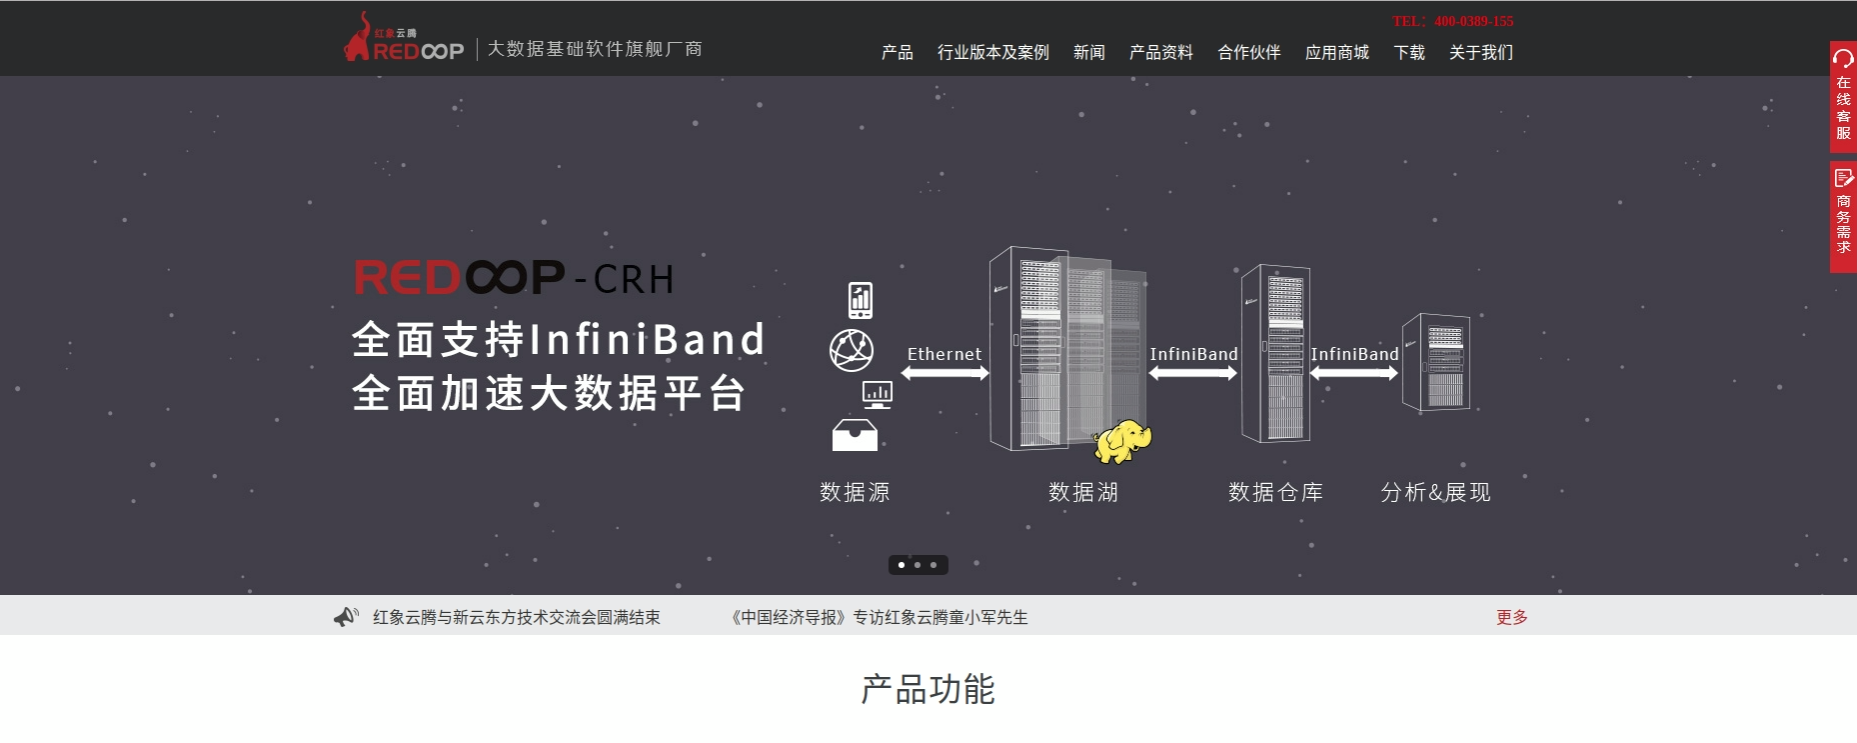 TEL：400-0389-155
红象云腾
REDOOP
大数据基础软件旗舰厂商
产品 行业版本及案例 新闻 产品资料 合作伙伴 应用商城 下载 关于我们
在线客服
商务需求
REDOOP-CRH
全面支持InfiniBand
全面加速大数据平台
Ethernet InfiniBand InfiniBand
数据源 数据湖 数据仓库 分析&展现
红象云腾与新云东方技术交流会圆满结束 《中国经济导报》专访红象云腾童小军先生 更多
产品功能